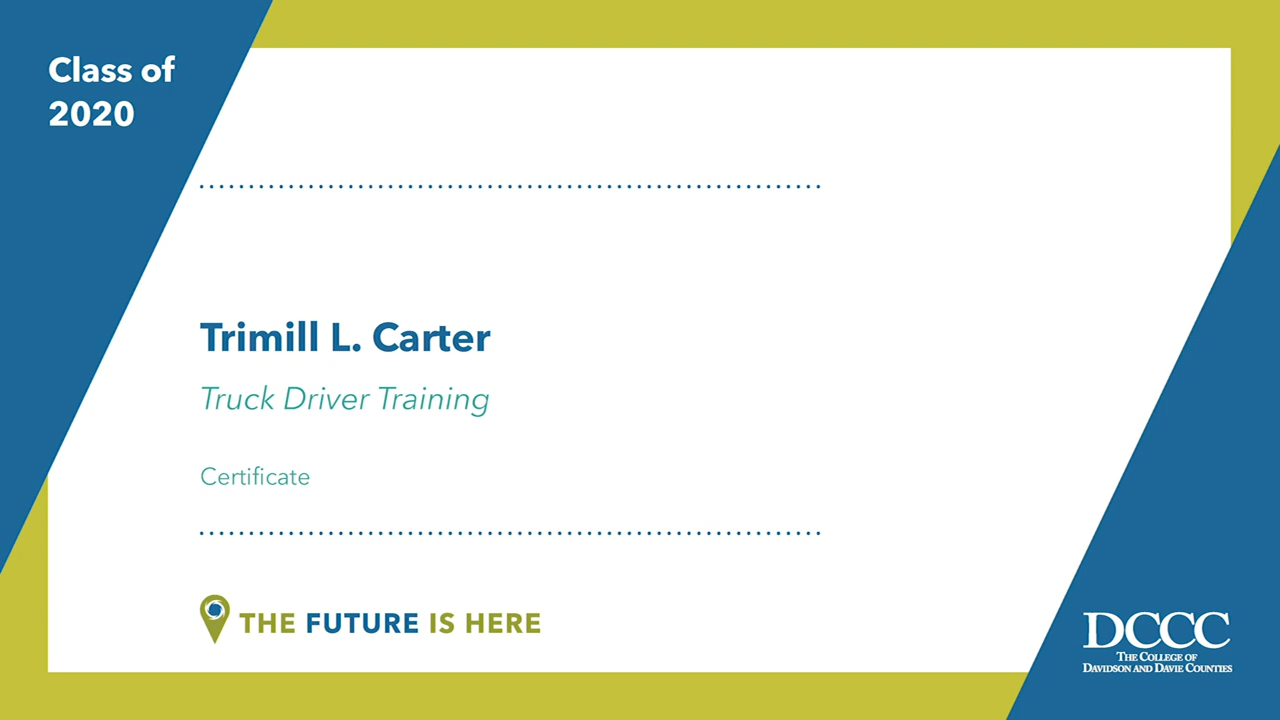 Class of
2020
Trimill L. Carter
Truck Driver Training
Certificate
THE FUTURE IS HERE
DCCC
THE COLLEGE OF
DAVIDSON AND DAVIE COUNTIES